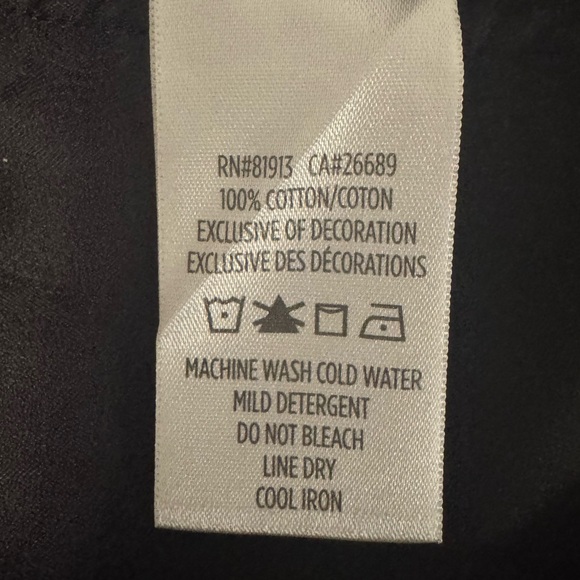 RN#81913 CA#26689
100% COTTON/COTON
EXCLUSIVE OF DECORATION
EXCLUSIVE DES DÉCORATIONS
MACHINE WASH COLD WATER
MILD DETERGENT
DO NOT BLEACH
LINE DRY
COOL IRON